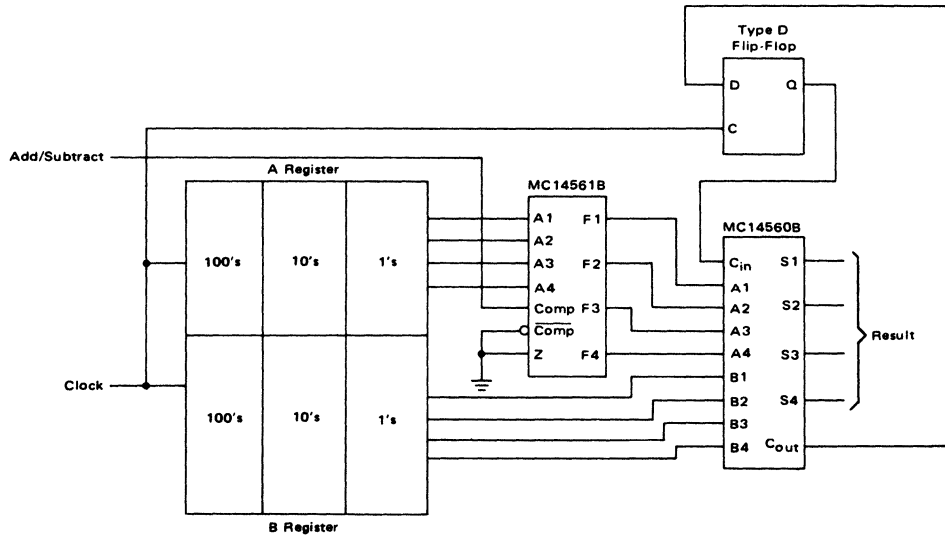 Type D
Flip-Flop
D
Q
C
Add/Subtract
A Register
100's
10's
1's
MC14561B
A1
F1
A2
A3
F2
A4
Comp
F3
Comp
Z
F4
MC14560B
Cin
S1
A1
A2
S2
A3
A4
S3
B1
B2
S4
B3
B4
Cout
Result
Clock
100's
10's
1's
B Register